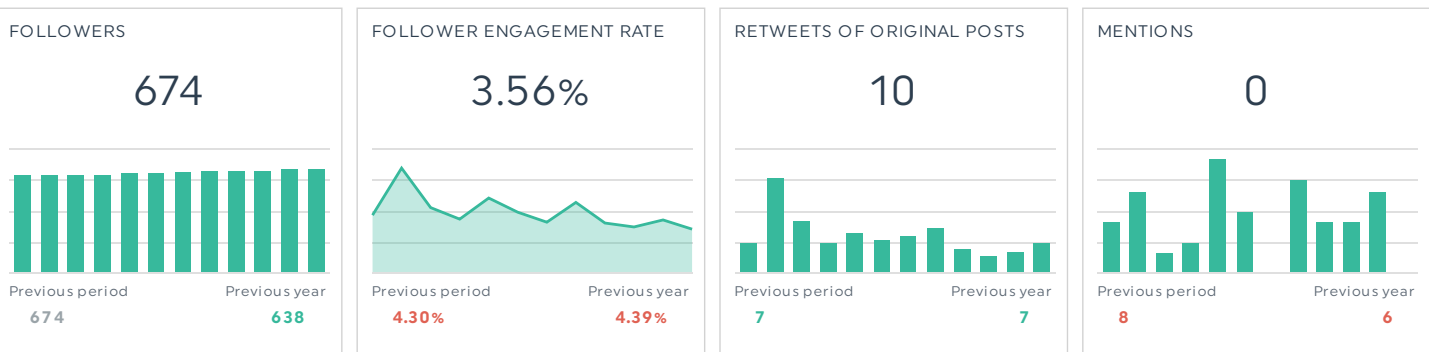 FOLLOWERS
674
Previous period Previous year
674 638
FOLLOWER ENGAGEMENT RATE
3.56%
Previous period Previous year
4.30% 4.39%
RETWEETS OF ORIGINAL POSTS
10
Previous period Previous year
7 7
MENTIONS
0
Previous period Previous year
8 6